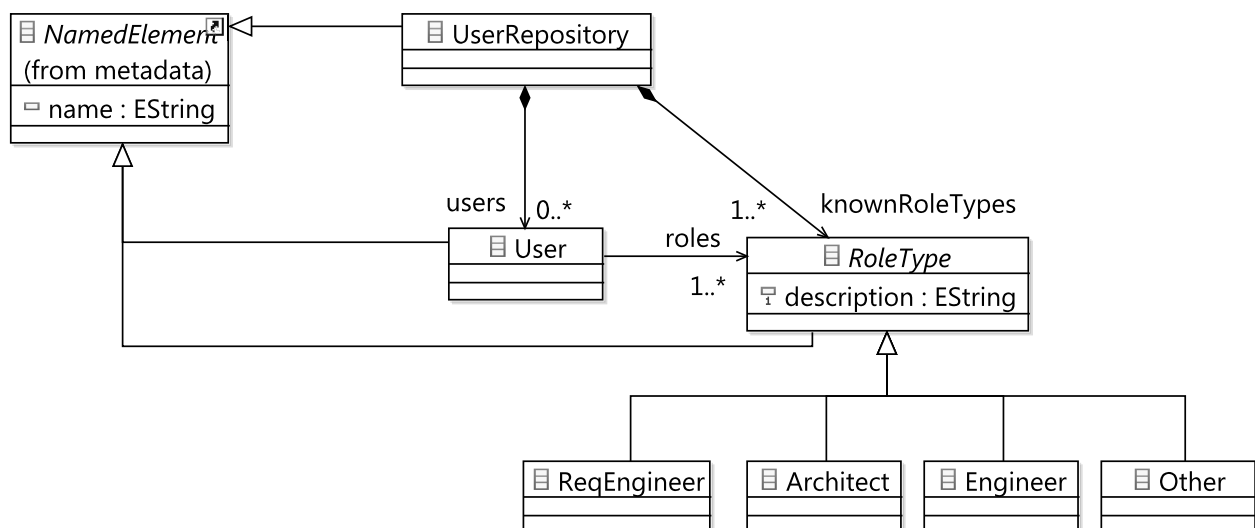 NamedElement
(from metadata)
name : EString
UserRepository
users
0..*
1..*
knownRoleTypes
User
roles
1..*
RoleType
description : EString
ReqEngineer
Architect
Engineer
Other